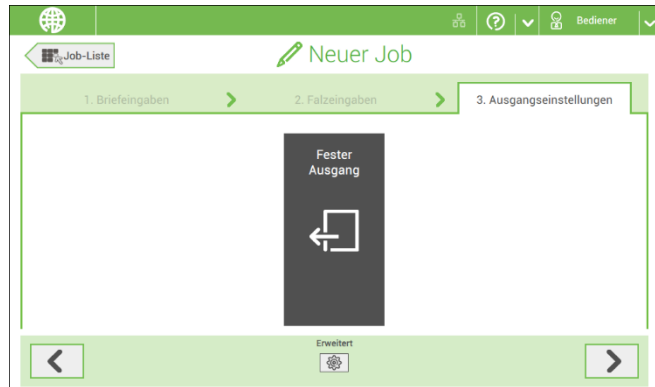 Bediener
Job-Liste
Neuer Job
1. Briefeingaben
2. Falzeingaben
3. Ausgangseinstellungen
Fester
Ausgang
Erweitert